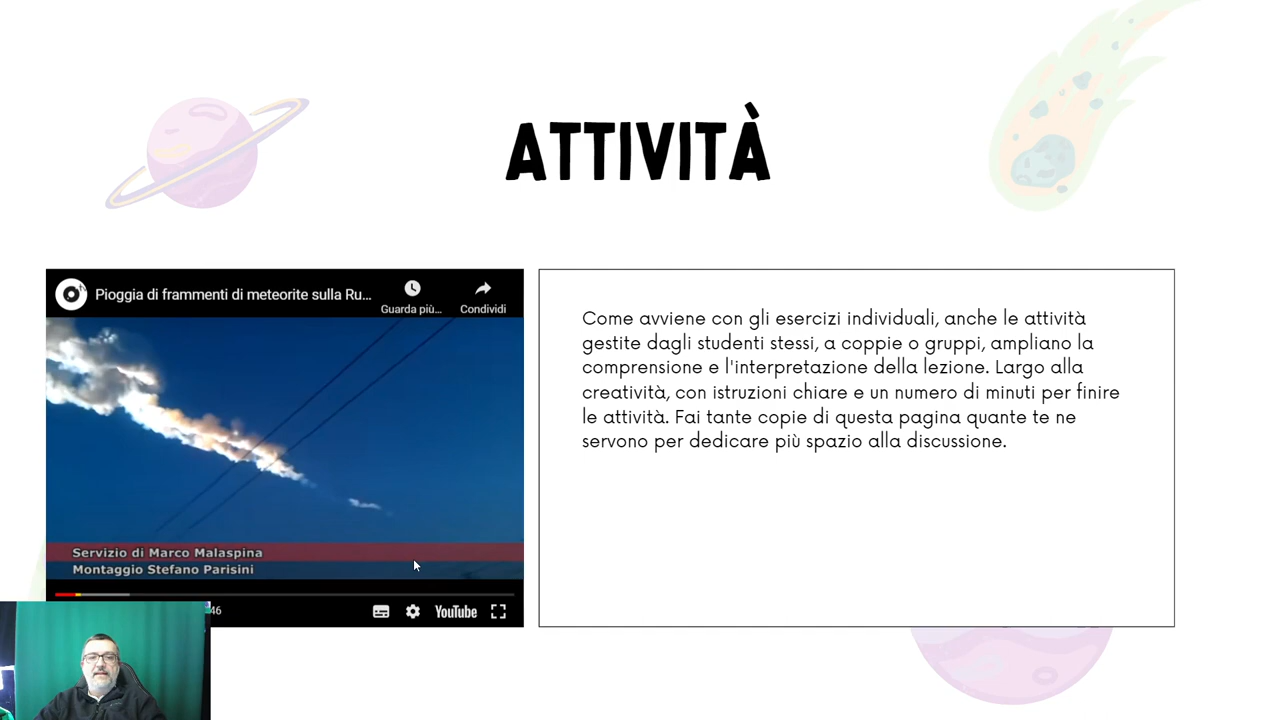 ATTIVITÀ
Pioggia di frammenti di meteorite sulla Ru...
Guarda più...
Condividi
Servizio di Marco Malaspina
Montaggio Stefano Parisini
46
YouTube
Come avviene con gli esercizi individuali, anche le attività
gestite dagli studenti stessi, a coppie o gruppi, ampliano la
comprensione e l'interpretazione della lezione. Largo alla
creatività, con istruzioni chiare e un numero di minuti per finire
le attività. Fai tante copie di questa pagina quante te ne
servono per dedicare più spazio alla discussione.